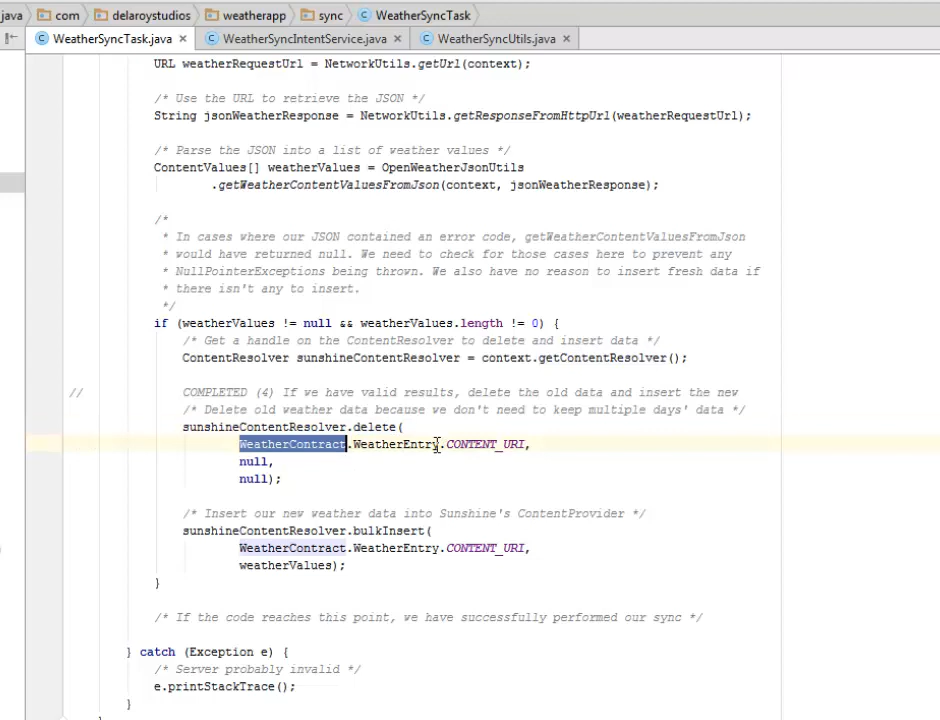 java com delaroystudios weatherapp sync WeatherSyncTask
WeatherSyncTask.java × WeatherSyncIntentService.java × WeatherSyncUtils.java ×
URL weatherRequestUrl = NetworkUtils.getUrl(context);
/* Use the URL to retrieve the JSON */
String jsonWeatherResponse = NetworkUtils.getResponseFromHttpUrl(weatherRequestUrl);
/* Parse the JSON into a list of weather values */
ContentValues[] weatherValues = OpenWeatherJsonUtils
.getWeatherContentValuesFromJson(context, jsonWeatherResponse);
/*
* In cases where our JSON contained an error code, getWeatherContentValuesFromJson
* would have returned null. We need to check for those cases here to prevent any
* NullPointerExceptions being thrown. We also have no reason to insert fresh data if
* there isn't any to insert.
*/
if (weatherValues != null && weatherValues.length != 0) {
/* Get a handle on the ContentResolver to delete and insert data */
ContentResolver sunshineContentResolver = context.getContentResolver();
// COMPLETED (4) If we have valid results, delete the old data and insert the new
/* Delete old weather data because we don't need to keep multiple days' data */
sunshineContentResolver.delete(
WeatherContract.WeatherEntry.CONTENT_URI,
null,
null);
/* Insert our new weather data into Sunshine's ContentProvider */
sunshineContentResolver.bulkInsert(
WeatherContract.WeatherEntry.CONTENT_URI,
weatherValues);
}
/* If the code reaches this point, we have successfully performed our sync */
} catch (Exception e) {
/* Server probably invalid */
e.printStackTrace();
}